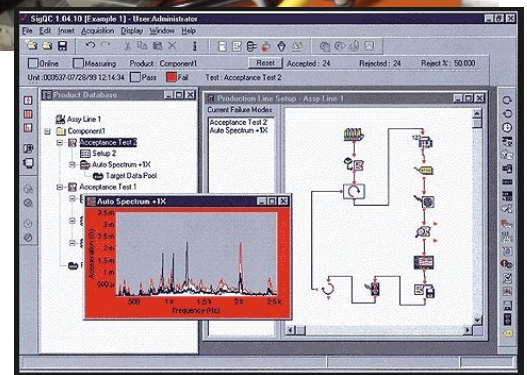 SigQC 1.04.10 [Example 1] - User:Administrator
File Edit Insert Acquisition Display Window Help
Online Measuring Product : Component1 Reset Accepted : 24 Rejected : 24 Reject % : 50.000
Unit :000537-07/28/99 12:14:34 Pass Fail Test : Acceptance Test 2
Product Database
Assy Line 1
Component1
Acceptance Test 2
Setup 2
Auto Spectrum +1X
Target Data Pool
Acceptance Test 1
Production Line Setup - Assy Line 1
Current Failure Modes
Acceptance Test 2
Auto Spectrum +1X
123
Auto Spectrum +1X
3.5 m
3 m
2.5 m
2 m
1.5 m
1 m
500 µ
Acceleration (G)
500 1 k 1.5 k 2 k 2.5 k
Frequency (Hz)